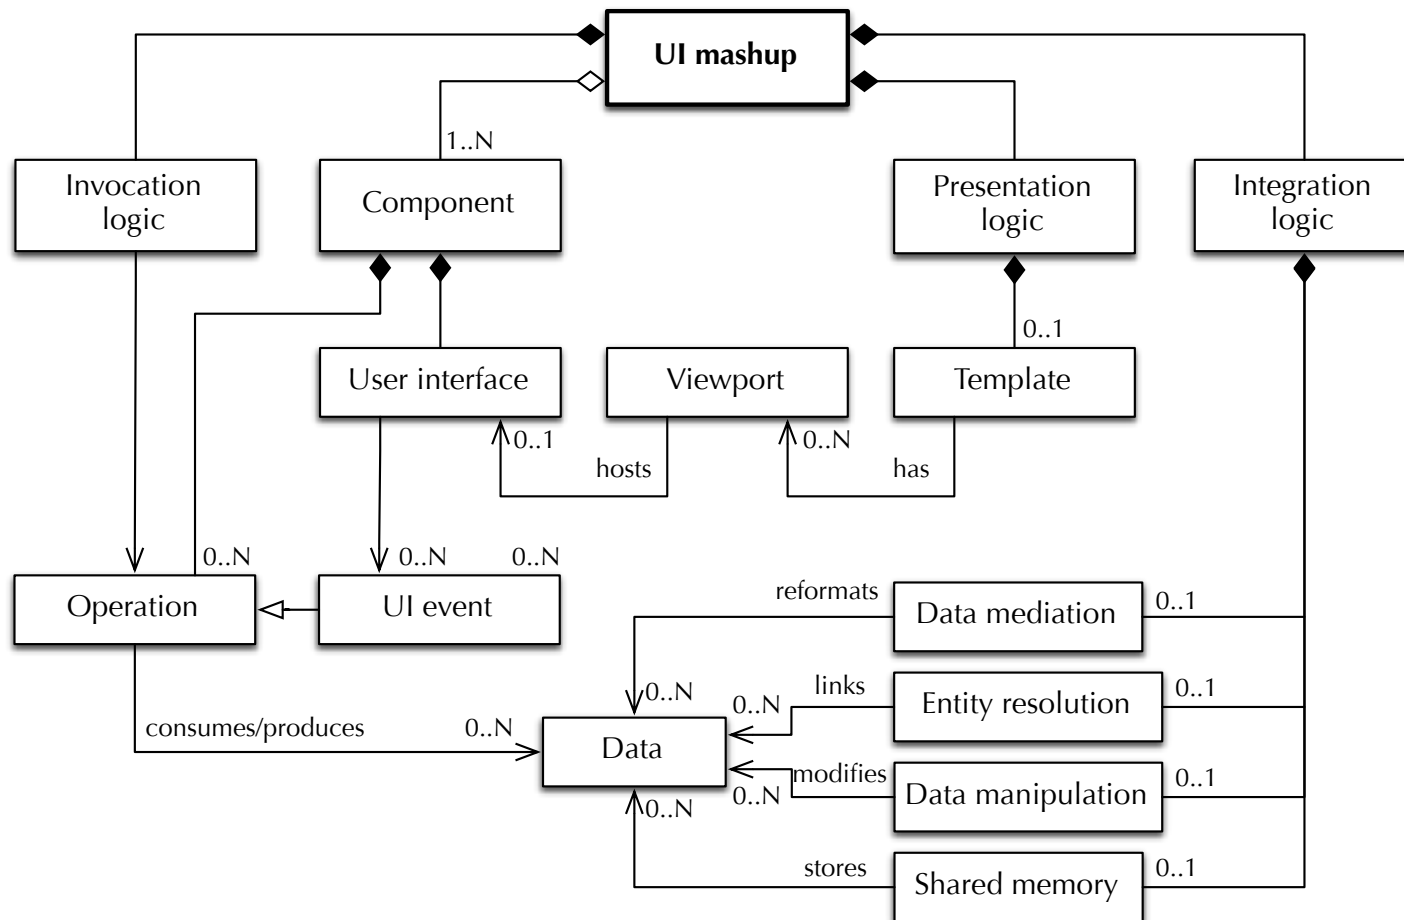 UI mashup
1..N
Invocation
logic
Component
Presentation
logic
Integration
logic
0..1
User interface
Viewport
Template
0..1
0..N
hosts
has
0..N
0..N
0..N
Operation
UI event
reformats
Data mediation
0..1
links
0..N
0..N
Entity resolution
0..1
consumes/produces
0..N
Data
modifies
0..N
0..N
Data manipulation
0..1
stores
Shared memory
0..1